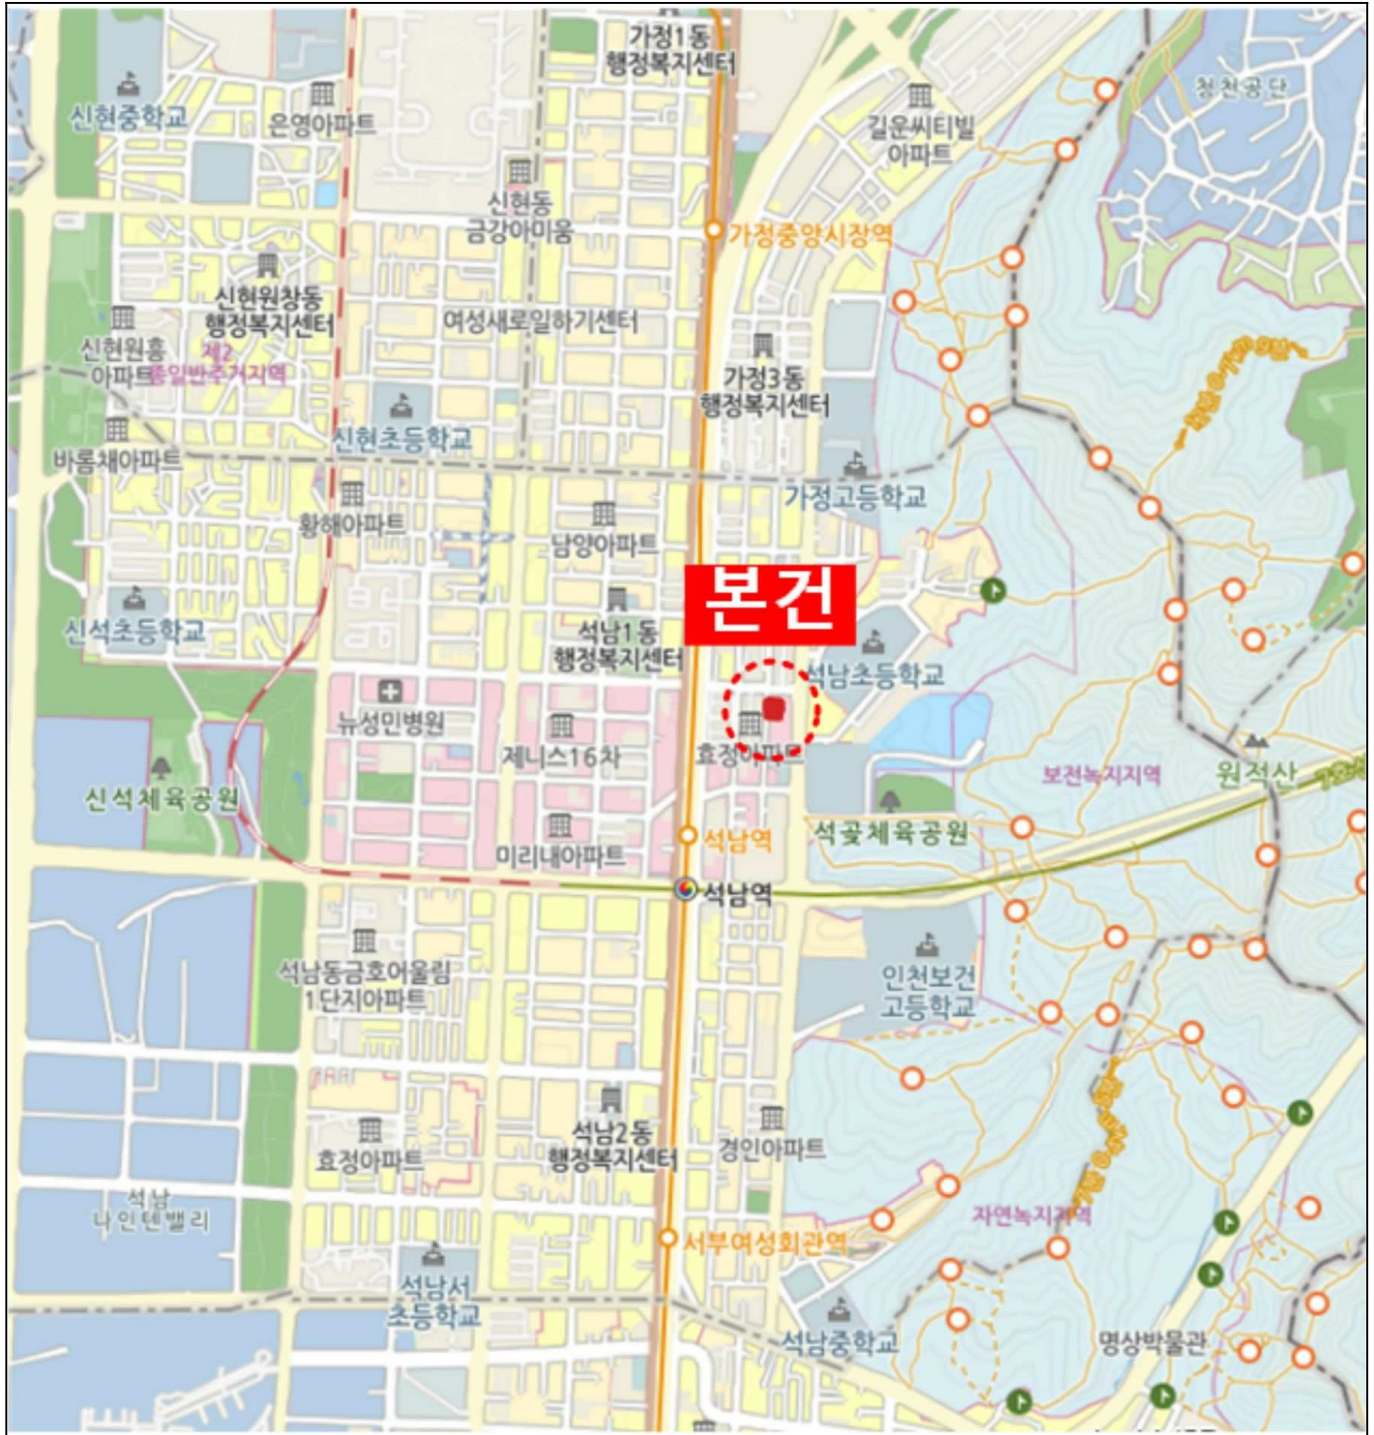 가정1동
행정복지센터
청천공단
신현중학교
은영아파트
길운씨티빌
아파트
신현동
금강아미움
가정중앙시장역
신현원창동
행정복지센터
여성새로일하기센터
신현원흥
아파트
제2
종일반주거지역
가정3동
행정복지센터
신현초등학교
바롬채아파트
가정고등학교
황해아파트
남양아파트
본건
신석초등학교
석남1동
행정복지센터
석남초등학교
뉴성민병원
제니스16차
효정아파트
보전녹지지역
원적산
신석체육공원
석남역
석곶체육공원
미리내아파트
석남역
인천보건
고등학교
석남동금호어울림
1단지아파트
석남2동
행정복지센터
경인아파트
효정아파트
석남
나인텐밸리
자연녹지지역
서부여성회관역
석남서
초등학교
석남중학교
명상박물관